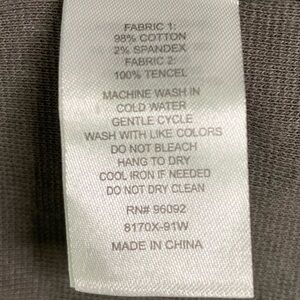 FABRIC 1:
98% COTTON
2% SPANDEX
FABRIC 2:
100% TENCEL
MACHINE WASH IN
COLD WATER
GENTLE CYCLE
WASH WITH LIKE COLORS
DO NOT BLEACH
HANG TO DRY
COOL IRON IF NEEDED
DO NOT DRY CLEAN
RN# 96092
8170X-91W
MADE IN CHINA